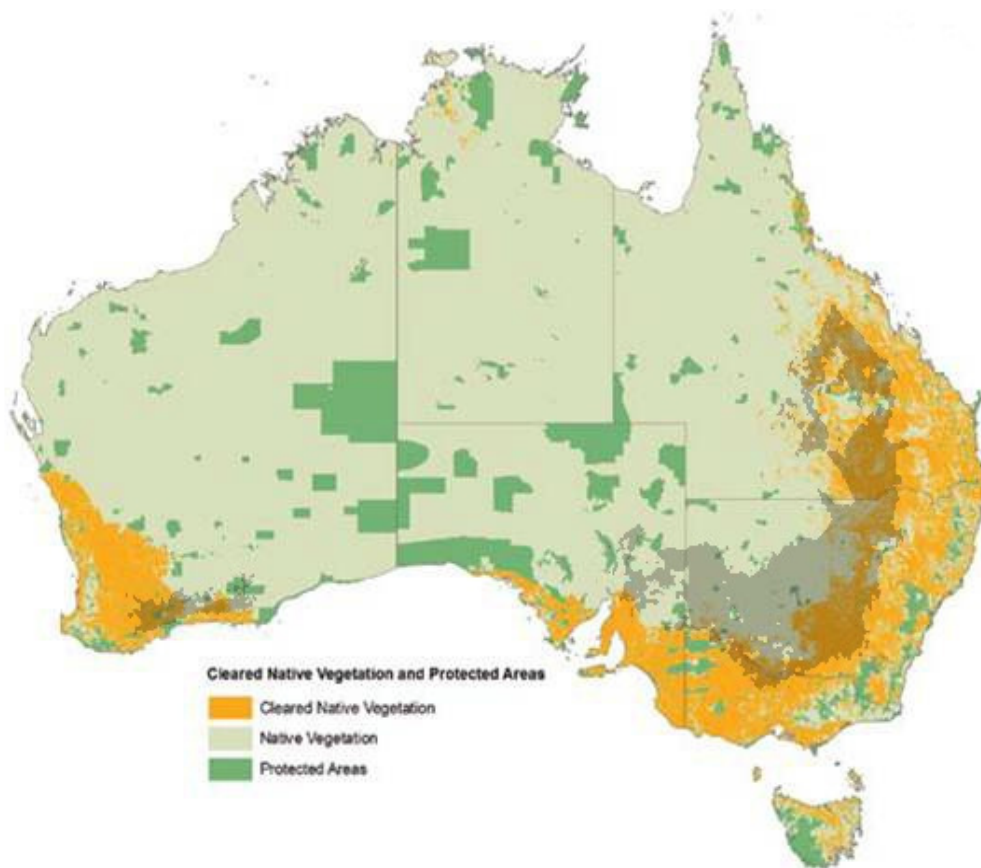 Cleared Native Vegetation and Protected Areas
Cleared Native Vegetation
Native Vegetation
Protected Areas